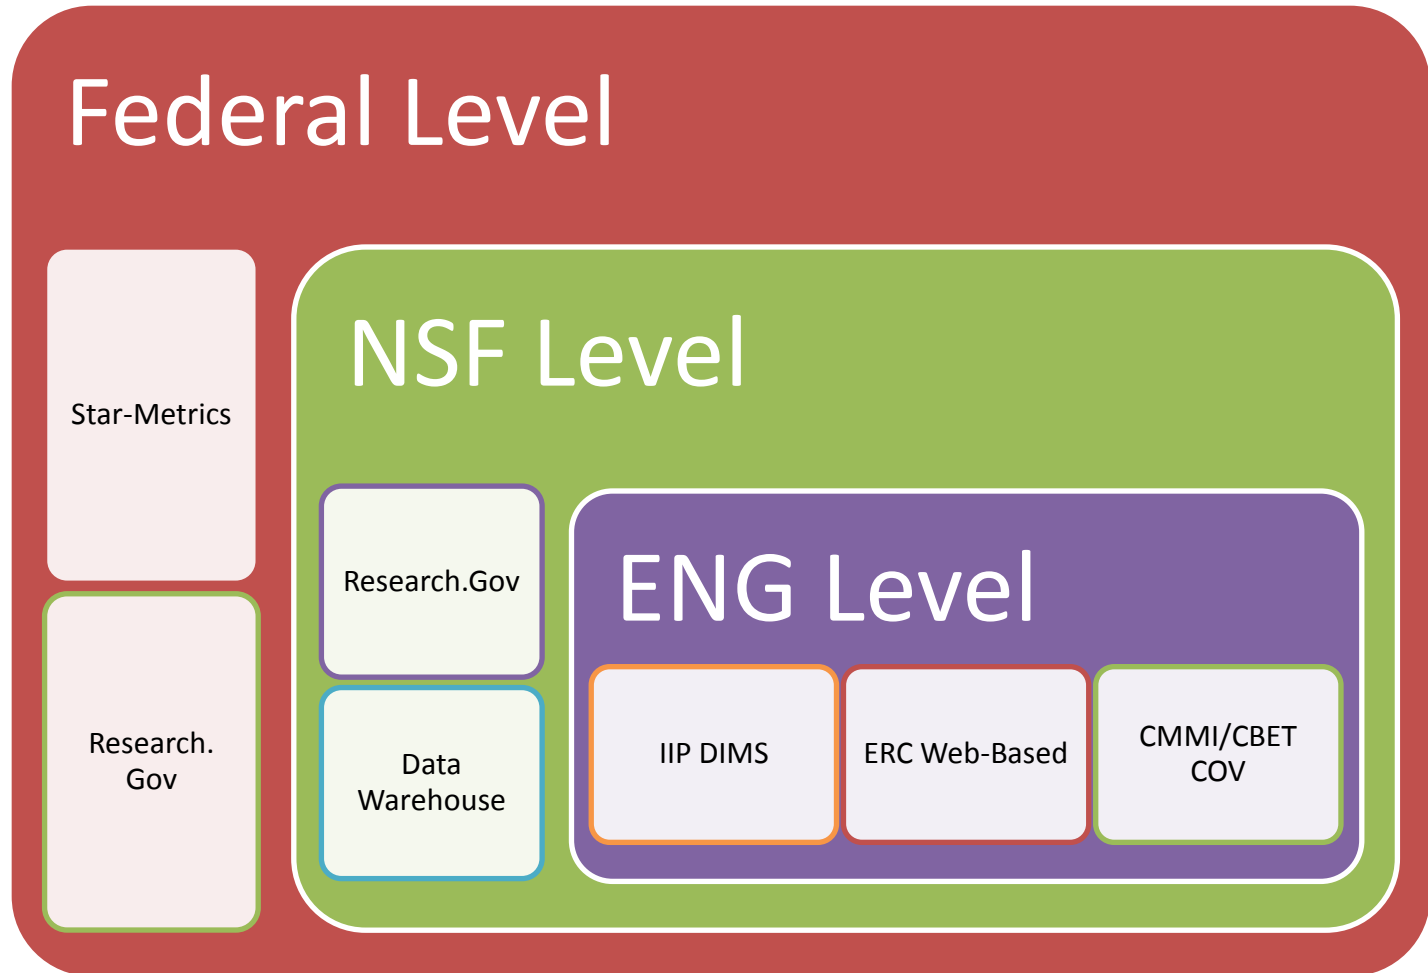 Federal Level
Star-Metrics
Research.
Gov
NSF Level
Research.Gov
Data
Warehouse
ENG Level
IIP DIMS
ERC Web-Based
CMMI/CBET
COV